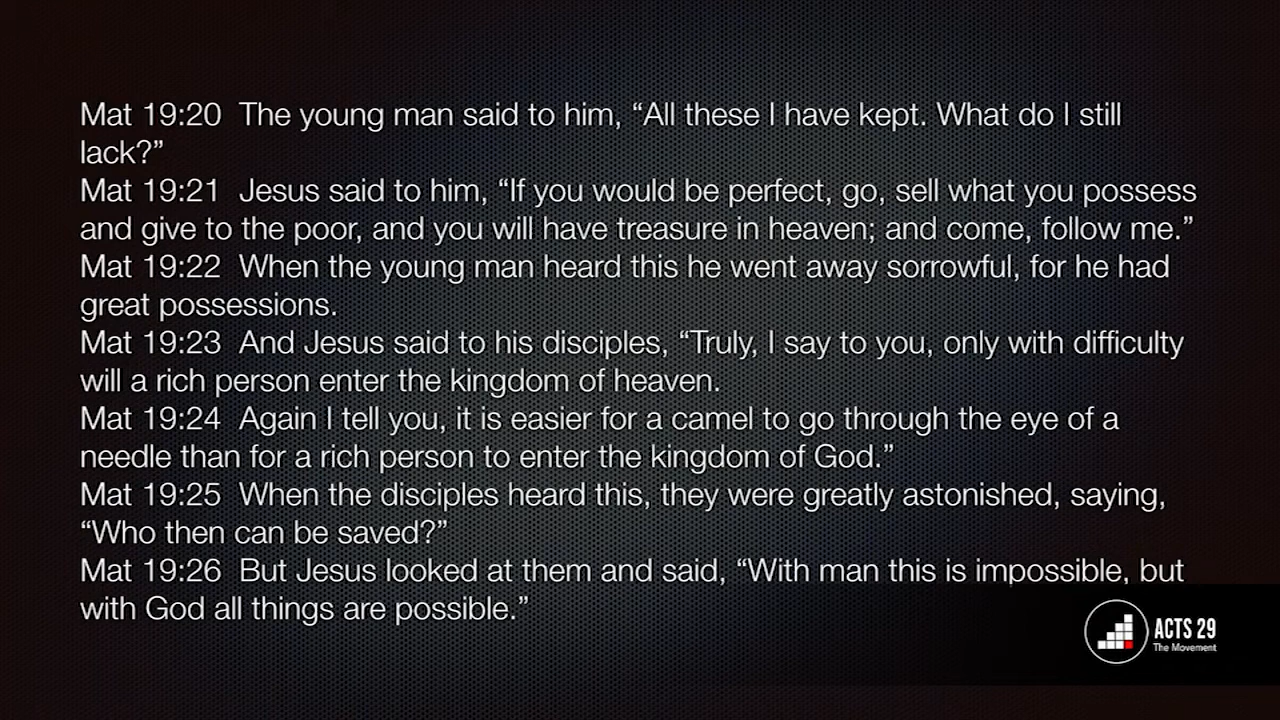 Mat 19:20  The young man said to him, “All these I have kept. What do I still
lack?”
Mat 19:21  Jesus said to him, “If you would be perfect, go, sell what you possess
and give to the poor, and you will have treasure in heaven; and come, follow me.”
Mat 19:22  When the young man heard this he went away sorrowful, for he had
great possessions.
Mat 19:23  And Jesus said to his disciples, “Truly, I say to you, only with difficulty
will a rich person enter the kingdom of heaven.
Mat 19:24  Again I tell you, it is easier for a camel to go through the eye of a
needle than for a rich person to enter the kingdom of God.”
Mat 19:25  When the disciples heard this, they were greatly astonished, saying,
“Who then can be saved?”
Mat 19:26  But Jesus looked at them and said, “With man this is impossible, but
with God all things are possible.”
ACTS 29
The Movement